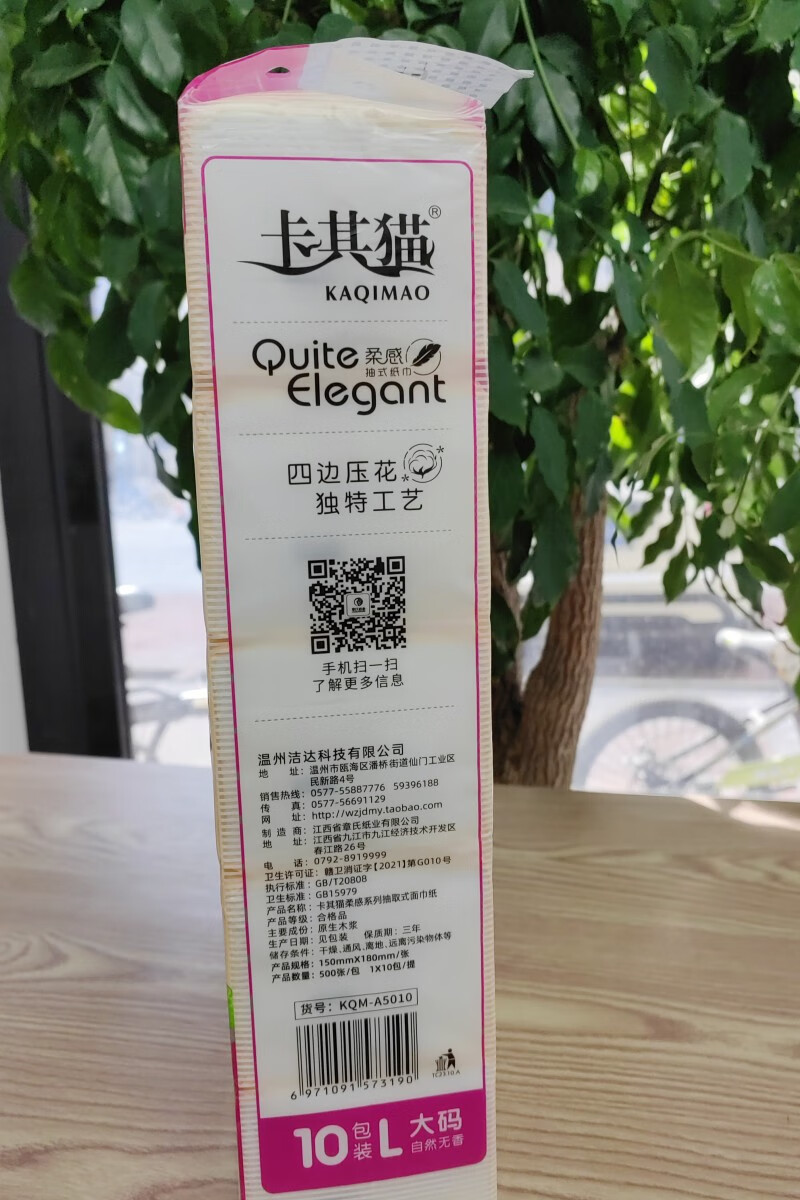 卡其猫®
KAQIMAO
Quite 柔感
抽式纸巾
Elegant
四边压花
独特工艺
手机扫一扫
了解更多信息
温州洁达科技有限公司
地 址：温州市瓯海区潘桥街道仙门工业区
民新路4号
销售热线：0577-55887776 59396188
传 真：0577-56691129
网 址：http://wzjdmy.taobao.com
制 造 商：江西省章氏纸业有限公司
地 址：江西省九江市九江经济技术开发区
春江路26号
电 话：0792-8919999
卫生许可证：赣卫消证字【2021】第G010号
执行标准：GB/T20808
卫生标准：GB15979
产品名称：卡其猫柔感系列抽取式面巾纸
产品等级：合格品
主要成份：原生木浆
生产日期：见包装 保质期：三年
储存条件：干燥、通风、离地、远离污染物体等
产品规格：150mmX180mm/张
产品数量：500张/包 1X10包/提
货号：KQM-A5010
6 971091 573190
10包装 L 大码
自然无香